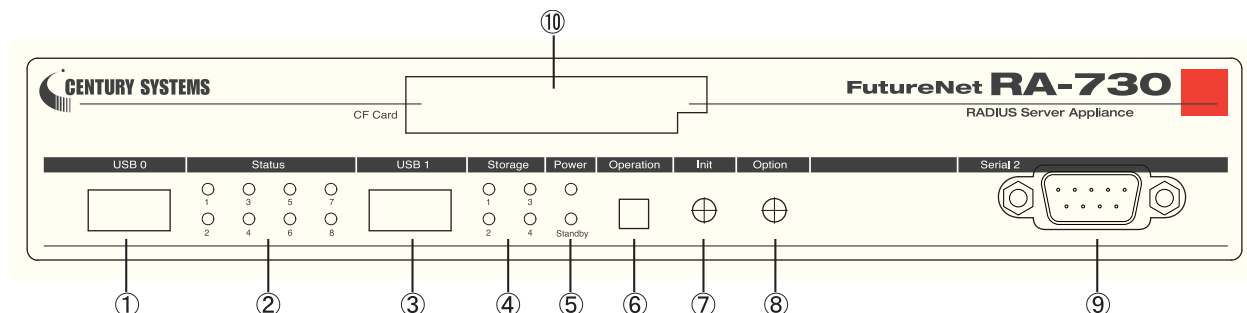 ⑩
CENTURY SYSTEMS
FutureNet RA-730
CF Card
RADIUS Server Appliance
USB 0 Status USB 1 Storage Power Operation Init Option Serial 2
1 3 5 7 1 3
2 4 6 8 2 4 Standby
① ② ③ ④ ⑤ ⑥ ⑦ ⑧ ⑨